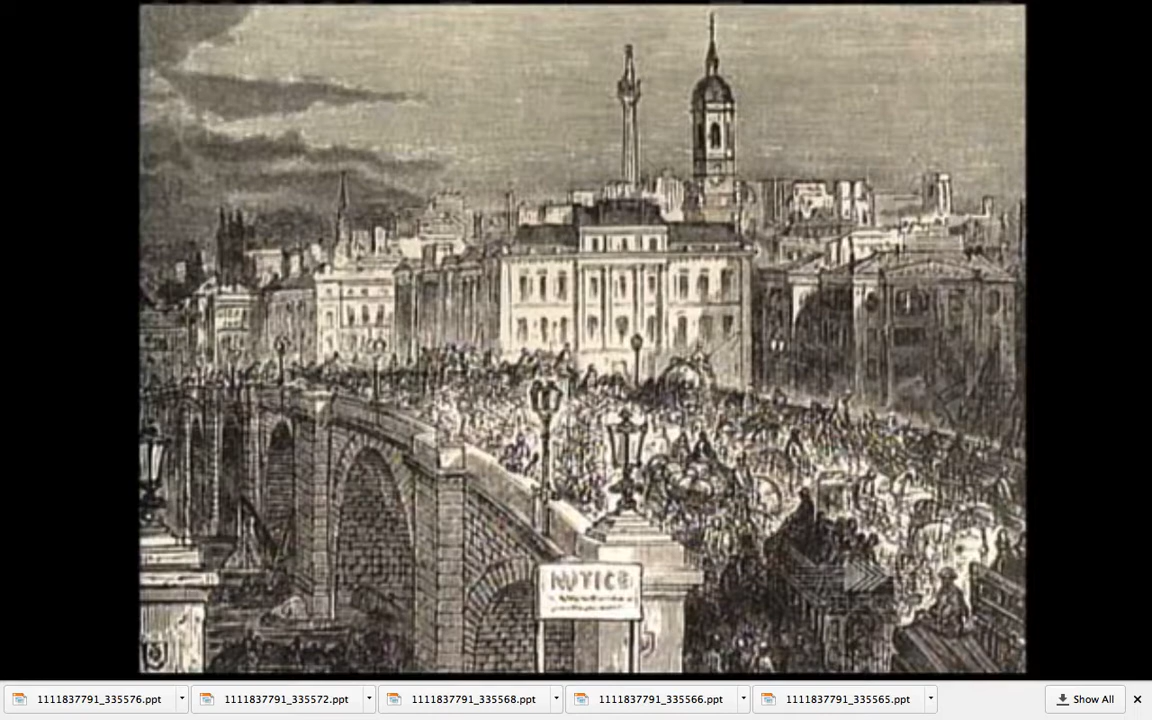 NOTICE
1111837791_335576.ppt
1111837791_335572.ppt
1111837791_335568.ppt
1111837791_335566.ppt
1111837791_335565.ppt
Show All